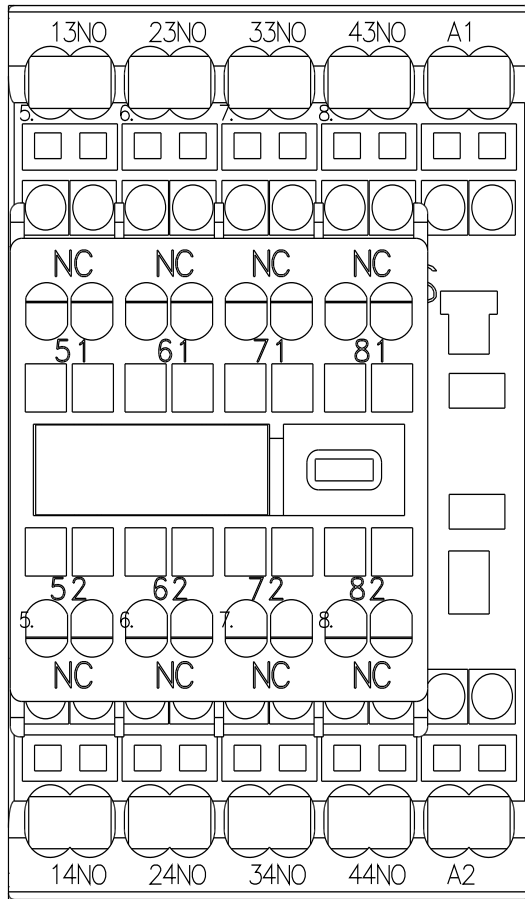 13NO 23NO 33NO 43NO A1
5. 6. 7. 8.
NC NC NC NC
51 61 71 81
52 62 72 82
5. 6. 7. 8.
NC NC NC NC
14NO 24NO 34NO 44NO A2